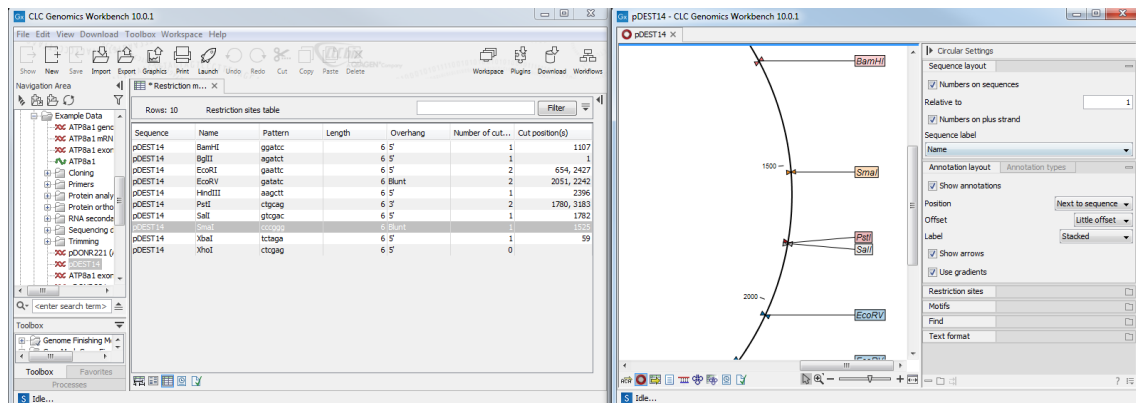 CLC Genomics Workbench 10.0.1
File Edit View Download Toolbox Workspace Help
Show New Save Import Export Graphics Print Launch Undo Redo Cut Copy Paste Delete Workspace Plugins Download Workflows
Navigation Area
Example Data
ATP8a1 genc
ATP8a1 mRN
ATP8a1 exor
ATP8a1
Cloning
Primers
Protein analy
Protein ortho
RNA seconda
Sequencing d
Trimming
pDONR221 (
pDEST14
ATP8a1 exor
<enter search term>
Toolbox
Genome Finishing Mo
Toolbox Favorites
Processes
Idle...
* Restriction m...
Rows: 10 Restriction sites table Filter
Sequence Name Pattern Length Overhang Number of cut... Cut position(s)
pDEST14 BamHI ggatcc 6 5' 1 1107
pDEST14 BglII agatct 6 5' 1 1
pDEST14 EcoRI gaattc 6 5' 2 654, 2427
pDEST14 EcoRV gatatc 6 Blunt 2 2051, 2242
pDEST14 HindIII aagctt 6 5' 1 2396
pDEST14 PstI ctgcag 6 3' 2 1780, 3183
pDEST14 SalI gtcgac 6 5' 1 1782
pDEST14 SmaI cccggg 6 Blunt 1 1525
pDEST14 XbaI tctaga 6 5' 1 59
pDEST14 XhoI ctcgag 6 5' 0
pDEST14 - CLC Genomics Workbench 10.0.1
pDEST14
BamHI
1500
SmaI
PstI
SalI
2000
EcoRV
EcoRV
Circular Settings
Sequence layout
Numbers on sequences
Relative to 1
Numbers on plus strand
Sequence label
Name
Annotation layout Annotation types
Show annotations
Position Next to sequence
Offset Little offset
Label Stacked
Show arrows
Use gradients
Restriction sites
Motifs
Find
Text format
Idle...